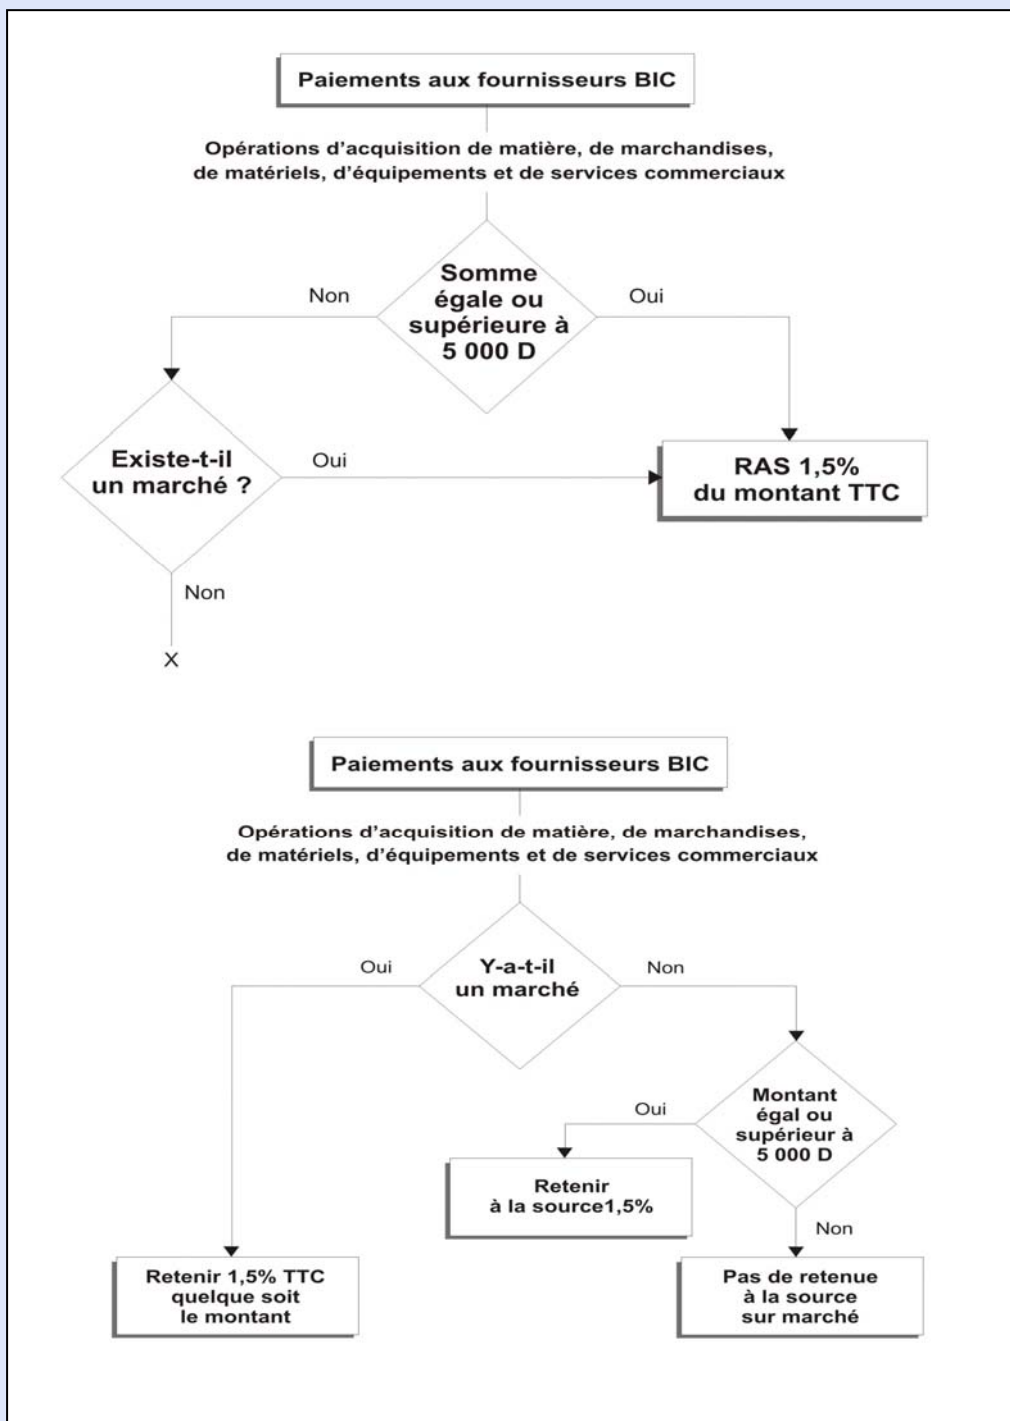 Paiements aux fournisseurs BIC
Opérations d'acquisition de matière, de marchandises,
de matériels, d'équipements et de services commerciaux
Somme
égale ou
supérieure à
5 000 D
Non
Oui
Existe-t-il
un marché ?
Oui
RAS 1,5%
du montant TTC
Non
X
Paiements aux fournisseurs BIC
Opérations d'acquisition de matière, de marchandises,
de matériels, d'équipements et de services commerciaux
Oui
Y-a-t-il
un marché
Non
Montant
égal ou
supérieur à
5 000 D
Oui
Retenir
à la source1,5%
Non
Retenir 1,5% TTC
quelque soit
le montant
Pas de retenue
à la source
sur marché